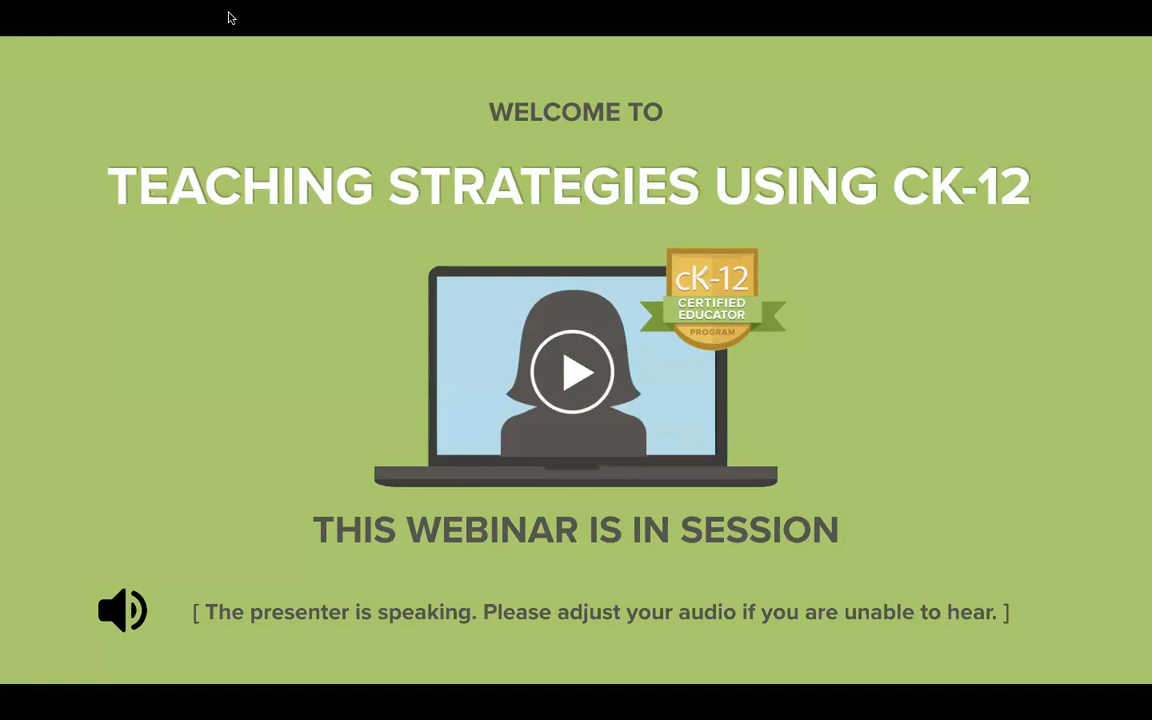 WELCOME TO
TEACHING STRATEGIES USING CK-12
cK-12
CERTIFIED
EDUCATOR
PROGRAM
THIS WEBINAR IS IN SESSION
[ The presenter is speaking. Please adjust your audio if you are unable to hear. ]